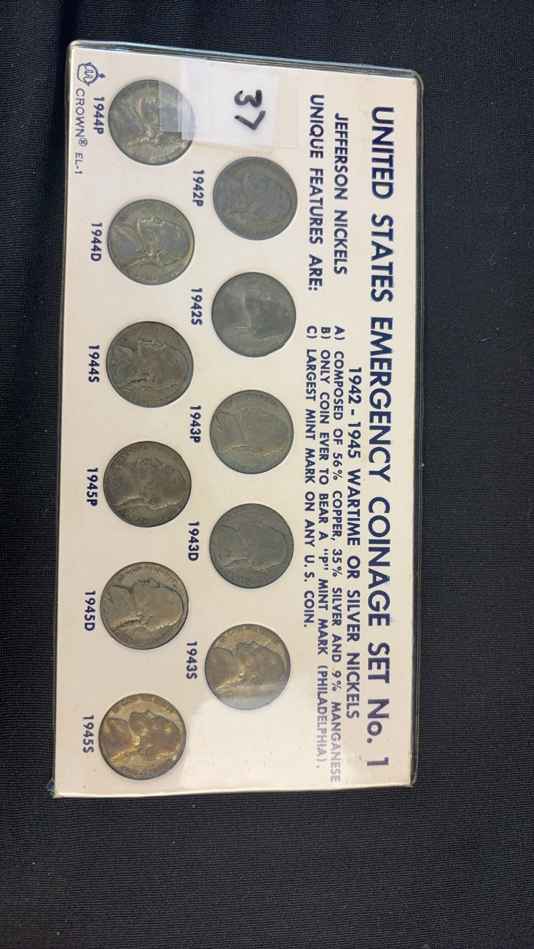 UNITED STATES EMERGENCY COINAGE SET No. 1
1942 - 1945 WARTIME OR SILVER NICKELS
JEFFERSON NICKELS
UNIQUE FEATURES ARE:
A) COMPOSED OF 56% COPPER, 35% SILVER AND 9% MANGANESE
B) ONLY COIN EVER TO BEAR A "P" MINT MARK (PHILADELPHIA).
C) LARGEST MINT MARK ON ANY U.S. COIN.
37
1942P 1942S 1943P 1943D 1943S
1944P 1944D 1944S 1945P 1945D 1945S
CROWN® EL-1